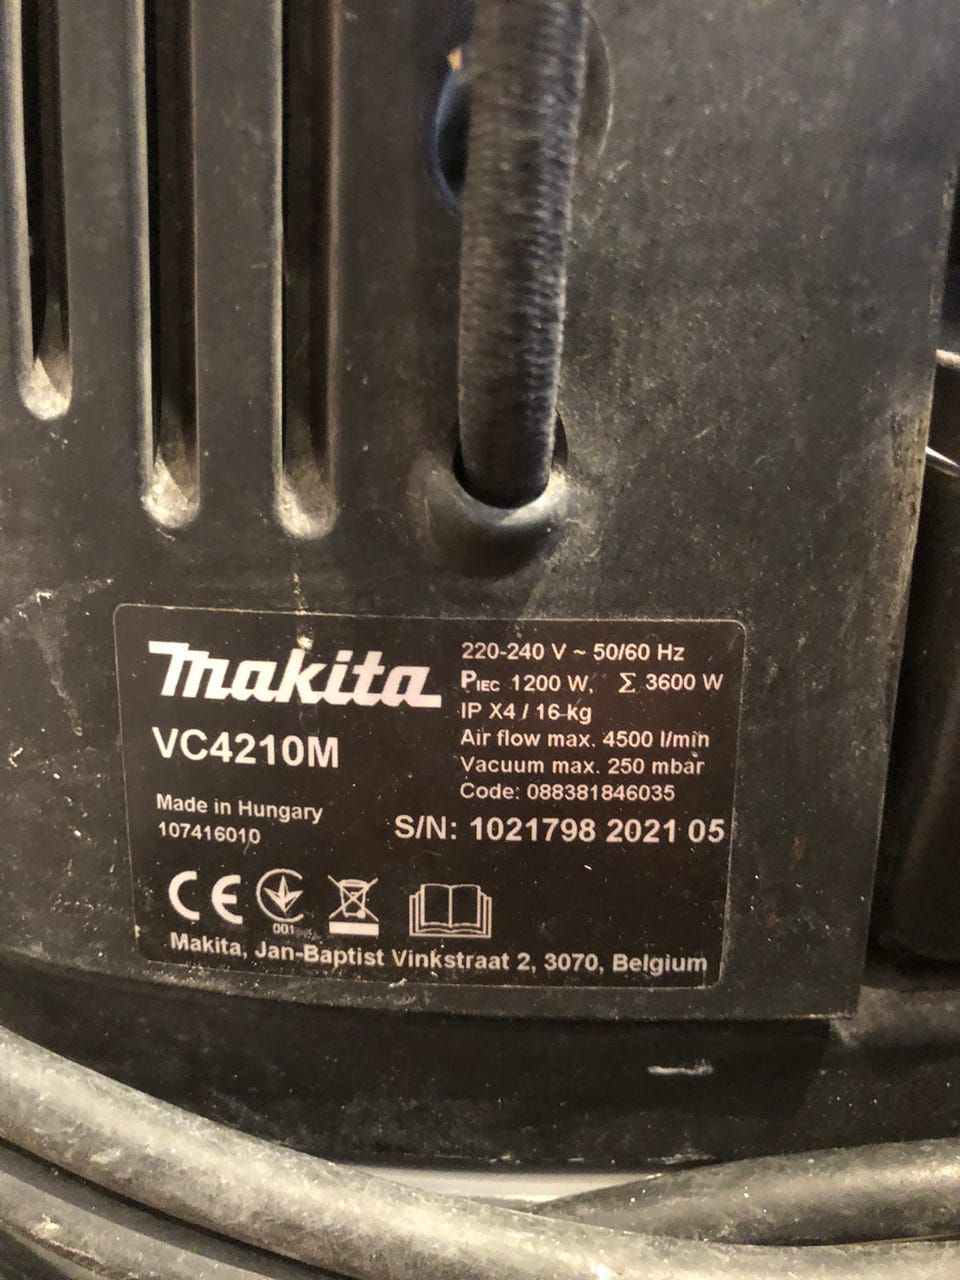 makita
VC4210M
Made in Hungary
107416010
220-240 V ~ 50/60 Hz
PIEC 1200 W, Σ 3600 W
IP X4 / 16 kg
Air flow max. 4500 l/min
Vacuum max. 250 mbar
Code: 088381846035
S/N: 1021798 2021 05
CE
001
Makita, Jan-Baptist Vinkstraat 2, 3070, Belgium